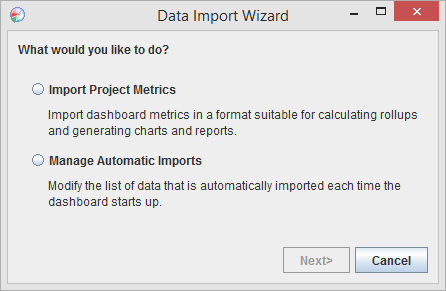 Data Import Wizard
What would you like to do?
Import Project Metrics
Import dashboard metrics in a format suitable for calculating rollups
and generating charts and reports.
Manage Automatic Imports
Modify the list of data that is automatically imported each time the
dashboard starts up.
Next> Cancel